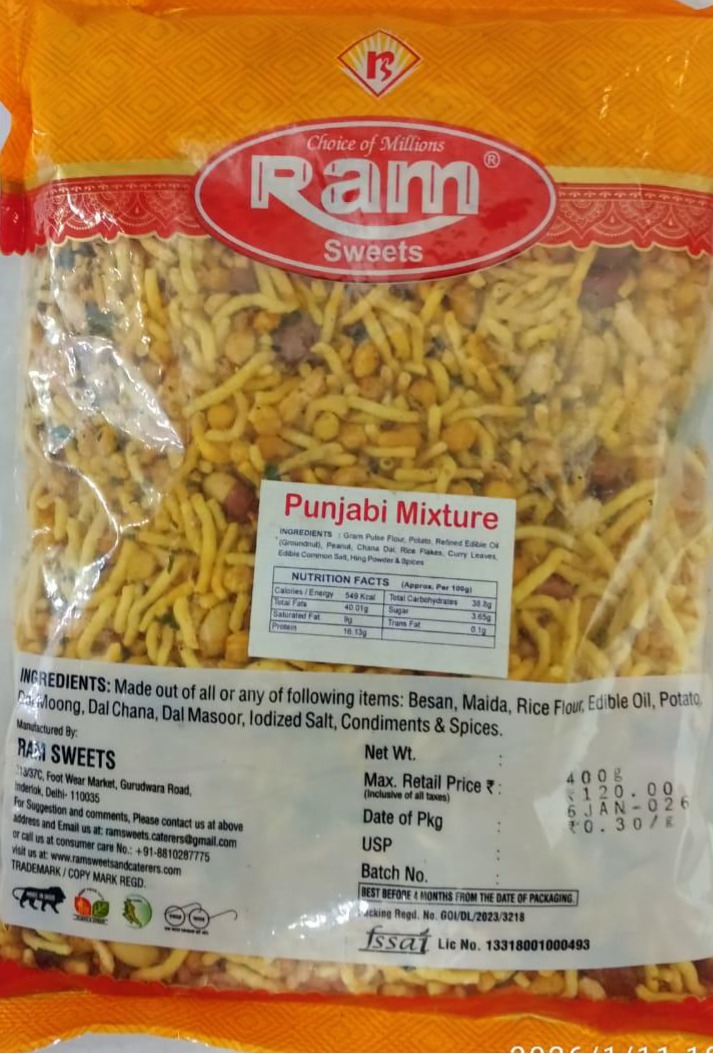 Choice of Millions
Ram®
Sweets
Punjabi Mixture
INGREDIENTS : Gram Pulse Flour, Potato, Refined Edible Oil
(Groundnut), Peanut, Chana Dal, Rice Flakes, Curry Leaves,
Edible Common Salt, Hing Powder & Spices
NUTRITION FACTS (Approx. Per 100g)
Calories / Energy 549 Kcal Total Carbohydrates 38.8g
Total Fats 40.01g Sugar 3.65g
Saturated Fat 9g Trans Fat 0.1g
Protein 16.13g
INGREDIENTS: Made out of all or any of following items: Besan, Maida, Rice Flour, Edible Oil, Potato,
Dal Moong, Dal Chana, Dal Masoor, Iodized Salt, Condiments & Spices.
Manufactured By:
RAM SWEETS
13/37C, Foot Wear Market, Gurudwara Road,
Inderlok, Delhi- 110035
For Suggestion and comments, Please contact us at above
address and Email us at: ramsweets.caterers@gmail.com
or call us at consumer care No.: +91-8810287775
visit us at: www.ramsweetsandcaterers.com
TRADEMARK / COPY MARK REGD.
Net Wt. : 400g
Max. Retail Price ₹ : ₹120.00
(Inclusive of all taxes)
Date of Pkg : 6JAN-026
USP : ₹0.30/g
Batch No. :
BEST BEFORE 4 MONTHS FROM THE DATE OF PACKAGING.
Packing Regd. No. GOI/DL/2023/3218
fssai Lic No. 13318001000493